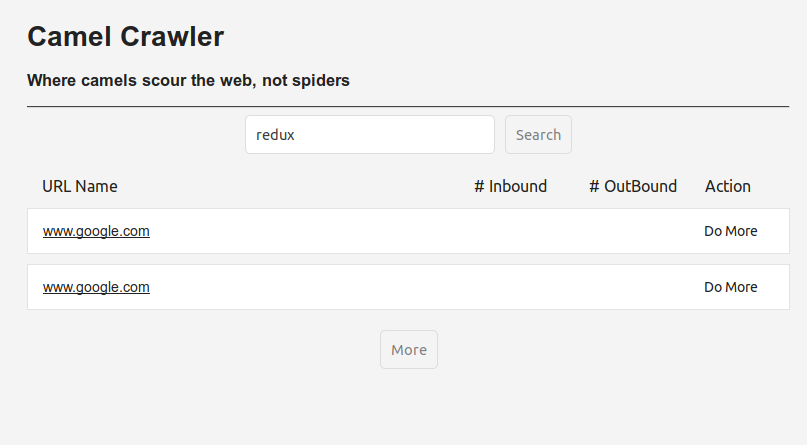 Camel Crawler
Where camels scour the web, not spiders
redux Search
URL Name # Inbound # OutBound Action
www.google.com Do More
www.google.com Do More
More